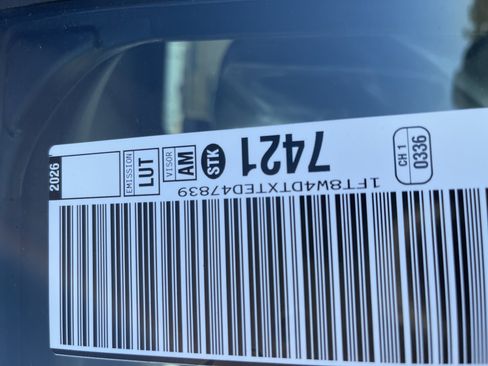 2026
EMISSION
LUT
VISOR
AM
STK
7421
CH 1
0336
1FT8W4DTXTED47839